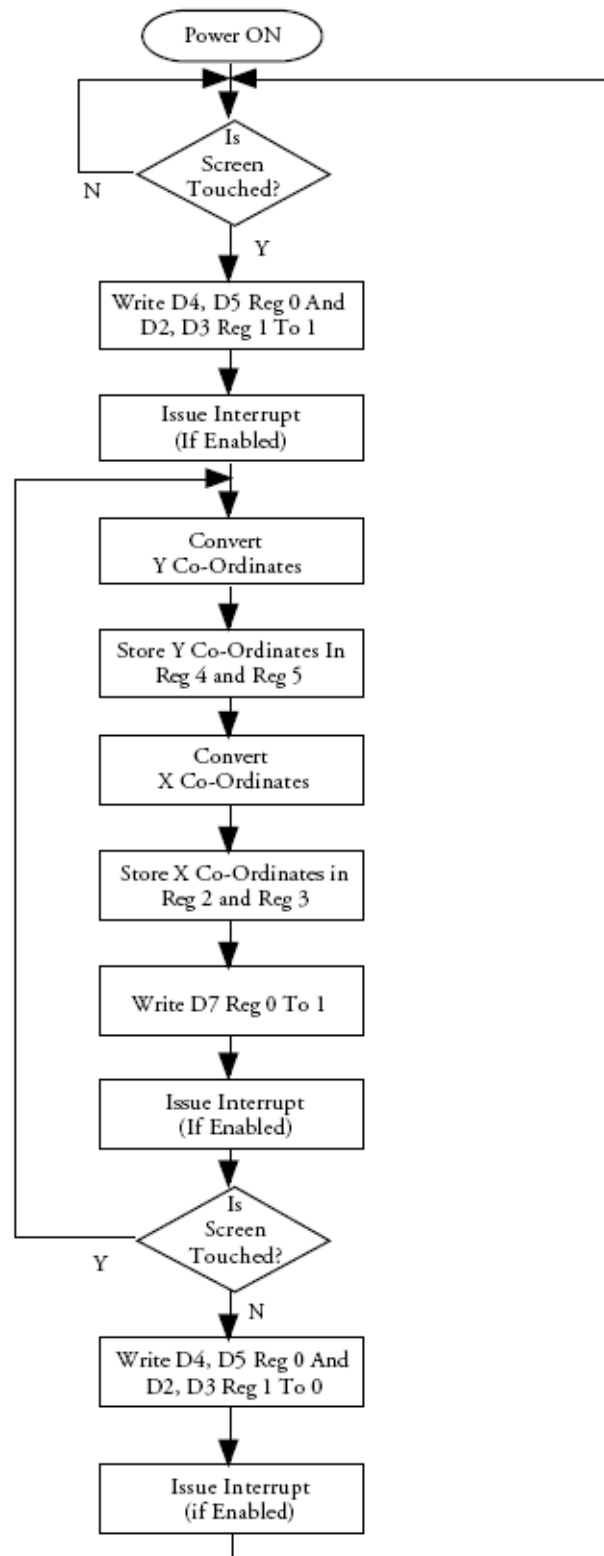 Power ON
Is
Screen
Touched?
N
Y
Write D4, D5 Reg 0 And
D2, D3 Reg 1 To 1
Issue Interrupt
(If Enabled)
Convert
Y Co-Ordinates
Store Y Co-Ordinates In
Reg 4 and Reg 5
Convert
X Co-Ordinates
Store X Co-Ordinates in
Reg 2 and Reg 3
Write D7 Reg 0 To 1
Issue Interrupt
(If Enabled)
Is
Screen
Touched?
Y
N
Write D4, D5 Reg 0 And
D2, D3 Reg 1 To 0
Issue Interrupt
(if Enabled)